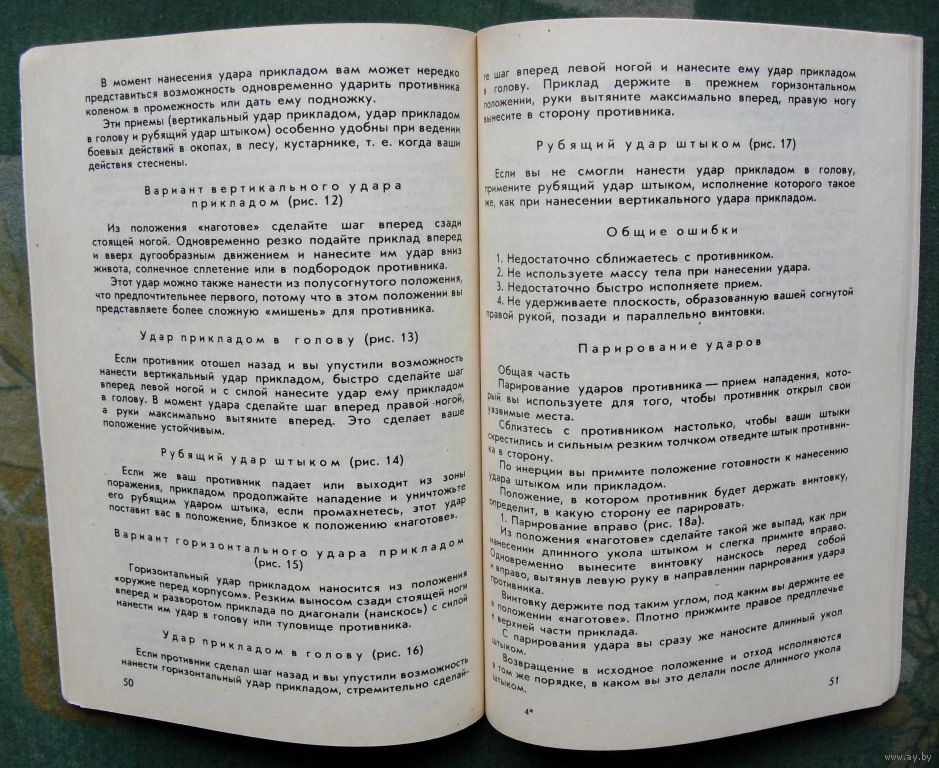 В момент нанесения удара прикладом вам может нередко
представиться возможность одновременно ударить противника
коленом в промежность или дать ему подножку.
Эти приемы (вертикальный удар прикладом, удар прикладом
в голову и рубящий удар штыком) особенно удобны при ведении
боевых действий в окопах, в лесу, кустарнике, т. е. когда ваши
действия стеснены.
Вариант вертикального удара
прикладом (рис. 12)
Из положения «наготове» сделайте шаг вперед сзади
стоящей ногой. Одновременно резко подайте приклад вперед
и вверх дугообразным движением и нанесите им удар вниз
живота, солнечное сплетение или в подбородок противника.
Этот удар можно также нанести из полусогнутого положения,
что предпочтительнее первого, потому что в этом положении вы
представляете более сложную «мишень» для противника.
Удар прикладом в голову (рис. 13)
Если противник отошел назад и вы упустили возможность
нанести вертикальный удар прикладом, быстро сделайте шаг
вперед левой ногой и с силой нанесите удар ему прикладом
в голову. В момент удара сделайте шаг вперед правой ногой,
а руки максимально вытяните вперед. Это сделает ваше
положение устойчивым.
Рубящий удар штыком (рис. 14)
Если же ваш противник падает или выходит из зоны
поражения, прикладом продолжайте нападение и уничтожьте
его рубящим ударом штыка, если промахнетесь, этот удар
поставит вас в положение, близкое к положению «наготове».
Вариант горизонтального удара прикладом
(рис. 15)
Горизонтальный удар прикладом наносится из положения
«оружие перед корпусом». Резким выносом сзади стоящей ноги
вперед и разворотом приклада по диагонали (наискось) с силой
нанести им удар в голову или туловище противника.
Удар прикладом в голову (рис. 16)
Если противник сделал шаг назад и вы упустили возможность
нанести горизонтальный удар прикладом, стремительно сделай-
50
те шаг вперед левой ногой и нанесите ему удар прикладом
в голову. Приклад держите в прежнем горизонтальном
положении, руки вытяните максимально вперед, правую ногу
вынесите в сторону противника.
Рубящий удар штыком (рис. 17)
Если вы не смогли нанести удар прикладом в голову,
примените рубящий удар штыком, исполнение которого такое
же, как при нанесении вертикального удара прикладом.
Общие ошибки
1. Недостаточно сближаетесь с противником.
2. Не используете массу тела при нанесении удара.
3. Недостаточно быстро исполняете прием.
4. Не удерживаете плоскость, образованную вашей согнутой
правой рукой, позади и параллельно винтовки.
Парирование ударов
Общая часть
Парирование ударов противника — прием нападения, кото-
рый вы используете для того, чтобы противник открыл свои
уязвимые места.
Сблизтесь с противником настолько, чтобы ваши штыки
скрестились и сильным резким толчком отведите штык противни-
ка в сторону.
По инерции вы примите положение готовности к нанесению
удара штыком или прикладом.
Положение, в котором противник будет держать винтовку,
определит, в какую сторону ее парировать.
1. Парирование вправо (рис. 18а).
Из положения «наготове» сделайте такой же выпад, как при
нанесении длинного укола штыком и слегка примите вправо.
Одновременно вынесите винтовку наискось перед собой
и вправо, вытянув левую руку в направлении парирования удара
противника.
Винтовку держите под таким углом, под каким вы держите ее
в положении «наготове». Плотно прижмите правое предплечье
к верхней части приклада.
С парирования удара вы сразу же наносите длинный укол
штыком.
Возвращение в исходное положение и отход исполняются
в том же порядке, в каком вы это делали после длинного укола
штыком.
4*
51
www.ay.by